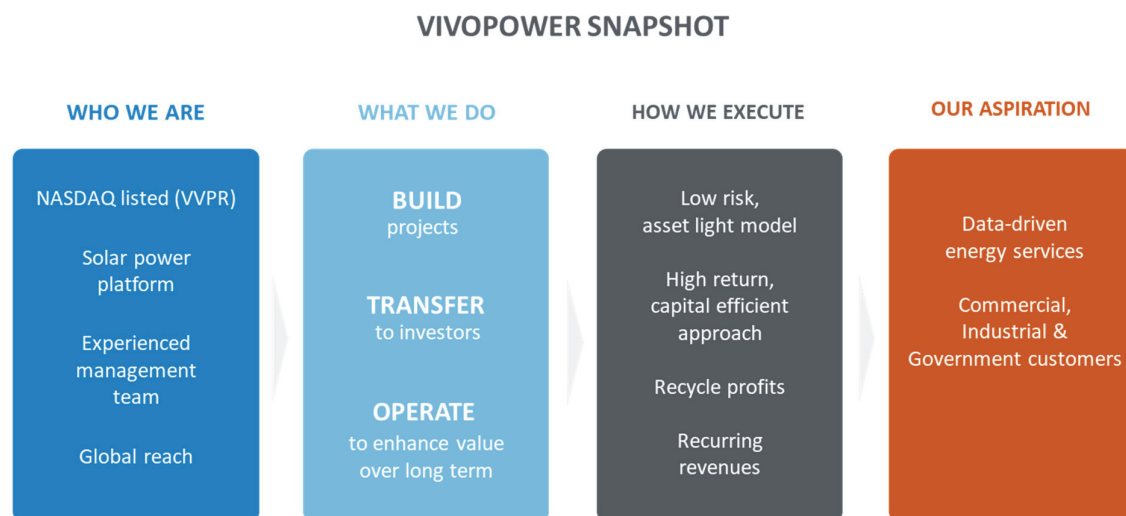 VIVOPOWER SNAPSHOT
WHO WE ARE
NASDAQ listed (VVPR)
Solar power
platform
Experienced
management
team
Global reach
WHAT WE DO
BUILD
projects
TRANSFER
to investors
OPERATE
to enhance value
over long term
HOW WE EXECUTE
Low risk,
asset light model
High return,
capital efficient
approach
Recycle profits
Recurring
revenues
OUR ASPIRATION
Data-driven
energy services
Commercial,
Industrial &
Government customers